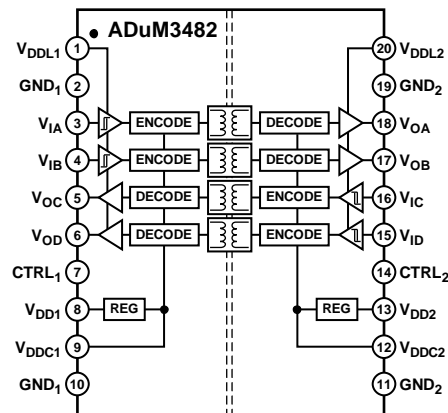 ADuM3482
VDDL1 1 20 VDDL2
GND1 2 19 GND2
VIA 3 ENCODE DECODE 18 VOA
VIB 4 ENCODE DECODE 17 VOB
VOC 5 DECODE ENCODE 16 VIC
VOD 6 DECODE ENCODE 15 VID
CTRL1 7 14 CTRL2
VDD1 8 REG REG 13 VDD2
VDDC1 9 12 VDDC2
GND1 10 11 GND2